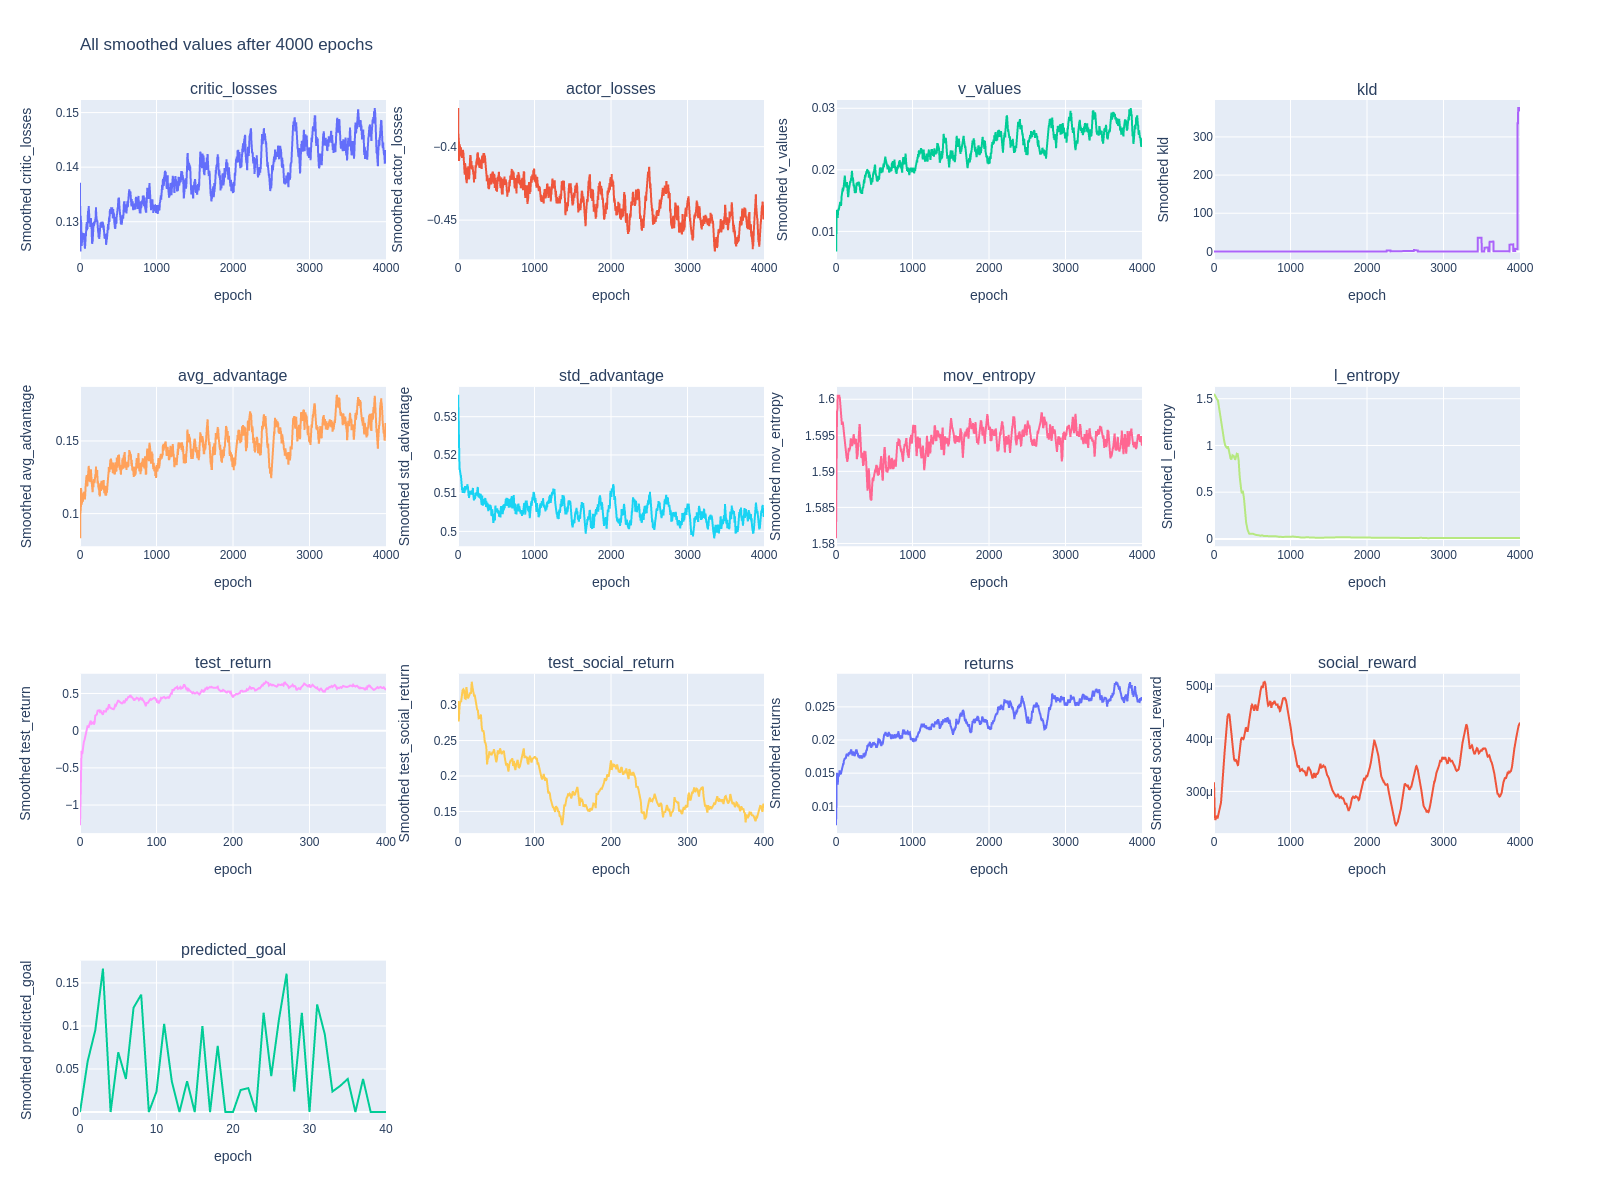 All smoothed values after 4000 epochs
critic_losses
actor_losses
v_values
kld
Smoothed critic_losses
0.15
0.14
0.13
0 1000 2000 3000 4000
epoch
Smoothed actor_losses
−0.4
−0.45
0 1000 2000 3000 4000
epoch
Smoothed v_values
0.03
0.02
0.01
0 1000 2000 3000 4000
epoch
Smoothed kld
300
200
100
0
0 1000 2000 3000 4000
epoch
avg_advantage
std_advantage
mov_entropy
l_entropy
Smoothed avg_advantage
0.15
0.1
0 1000 2000 3000 4000
epoch
Smoothed std_advantage
0.53
0.52
0.51
0.5
0 1000 2000 3000 4000
epoch
Smoothed mov_entropy
1.6
1.595
1.59
1.585
1.58
0 1000 2000 3000 4000
epoch
Smoothed l_entropy
1.5
1
0.5
0
0 1000 2000 3000 4000
epoch
test_return
test_social_return
returns
social_reward
Smoothed test_return
0.5
0
−0.5
−1
0 100 200 300 400
epoch
Smoothed test_social_return
0.3
0.25
0.2
0.15
0 100 200 300 400
epoch
Smoothed returns
0.025
0.02
0.015
0.01
0 1000 2000 3000 4000
epoch
Smoothed social_reward
500μ
400μ
300μ
0 1000 2000 3000 4000
epoch
predicted_goal
Smoothed predicted_goal
0.15
0.1
0.05
0
0 10 20 30 40
epoch